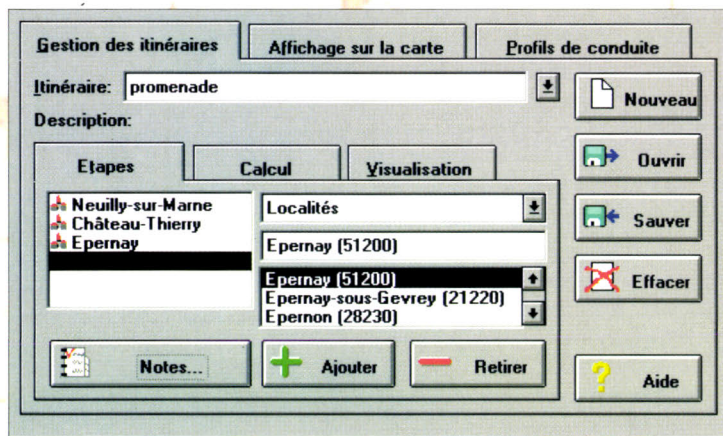 Gestion des itinéraires
Affichage sur la carte
Profils de conduite
Itinéraire: promenade
Nouveau
Description:
Etapes
Calcul
Visualisation
Ouvrir
Neuilly-sur-Marne
Château-Thierry
Epernay
Localités
Epernay (51200)
Sauver
Epernay (51200)
Epernay-sous-Gevrey (21220)
Epernon (28230)
Effacer
Notes...
Ajouter
Retirer
Aide